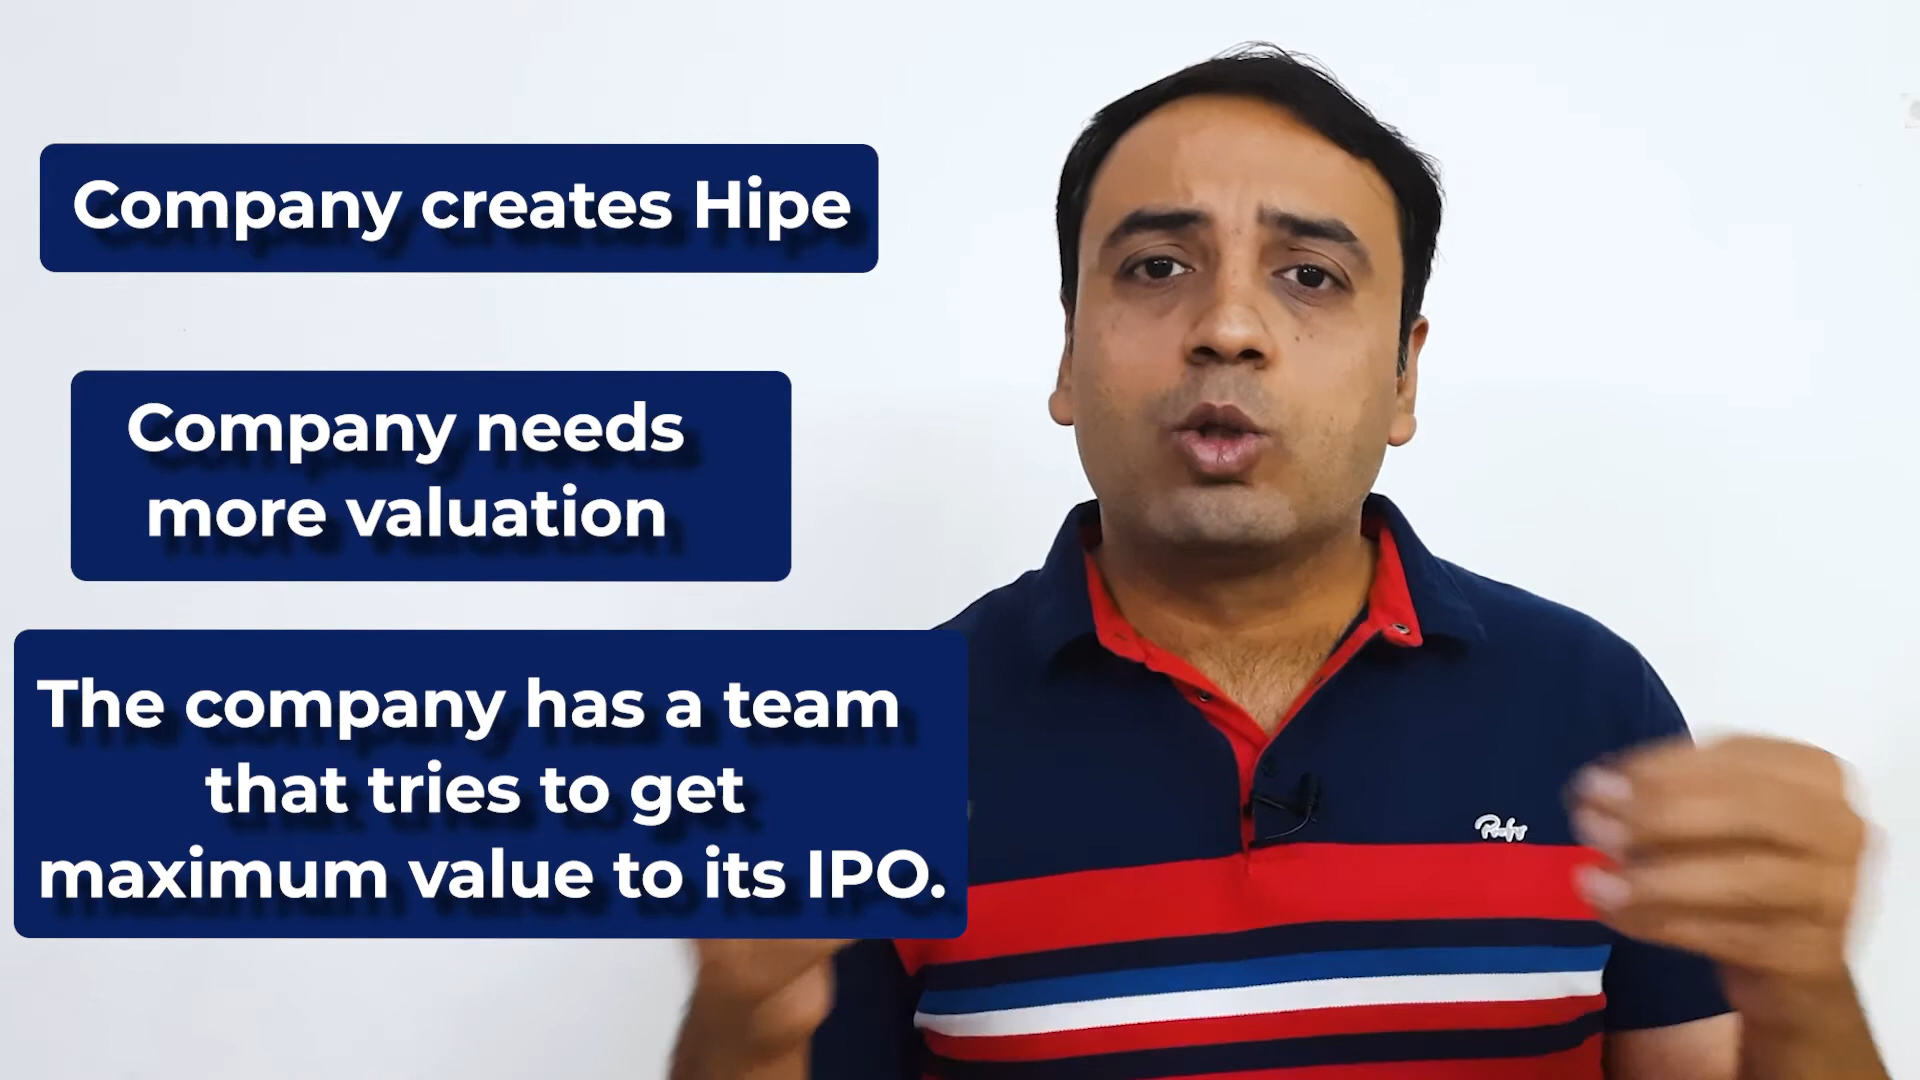 Company creates Hipe
Company needs
more valuation
The company has a team
that tries to get
maximum value to its IPO.